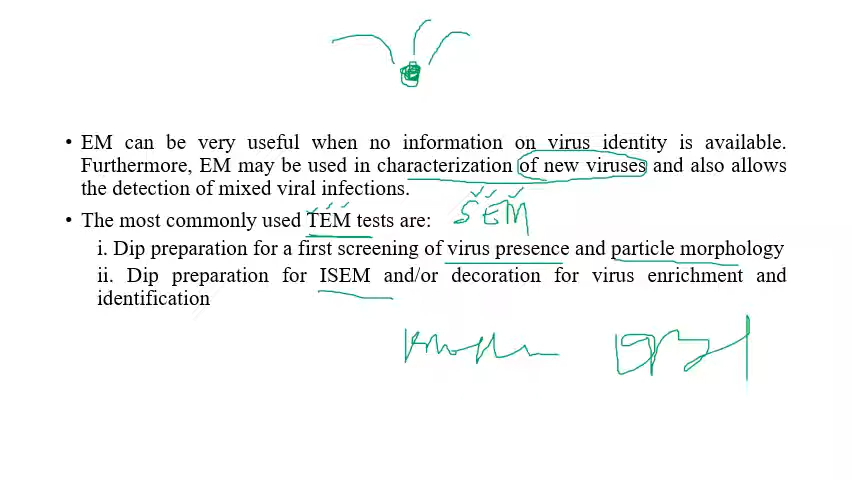 • EM can be very useful when no information on virus identity is available.
Furthermore, EM may be used in characterization of new viruses and also allows
the detection of mixed viral infections.
• The most commonly used TEM tests are:
SEM
i. Dip preparation for a first screening of virus presence and particle morphology
ii. Dip preparation for ISEM and/or decoration for virus enrichment and
identification